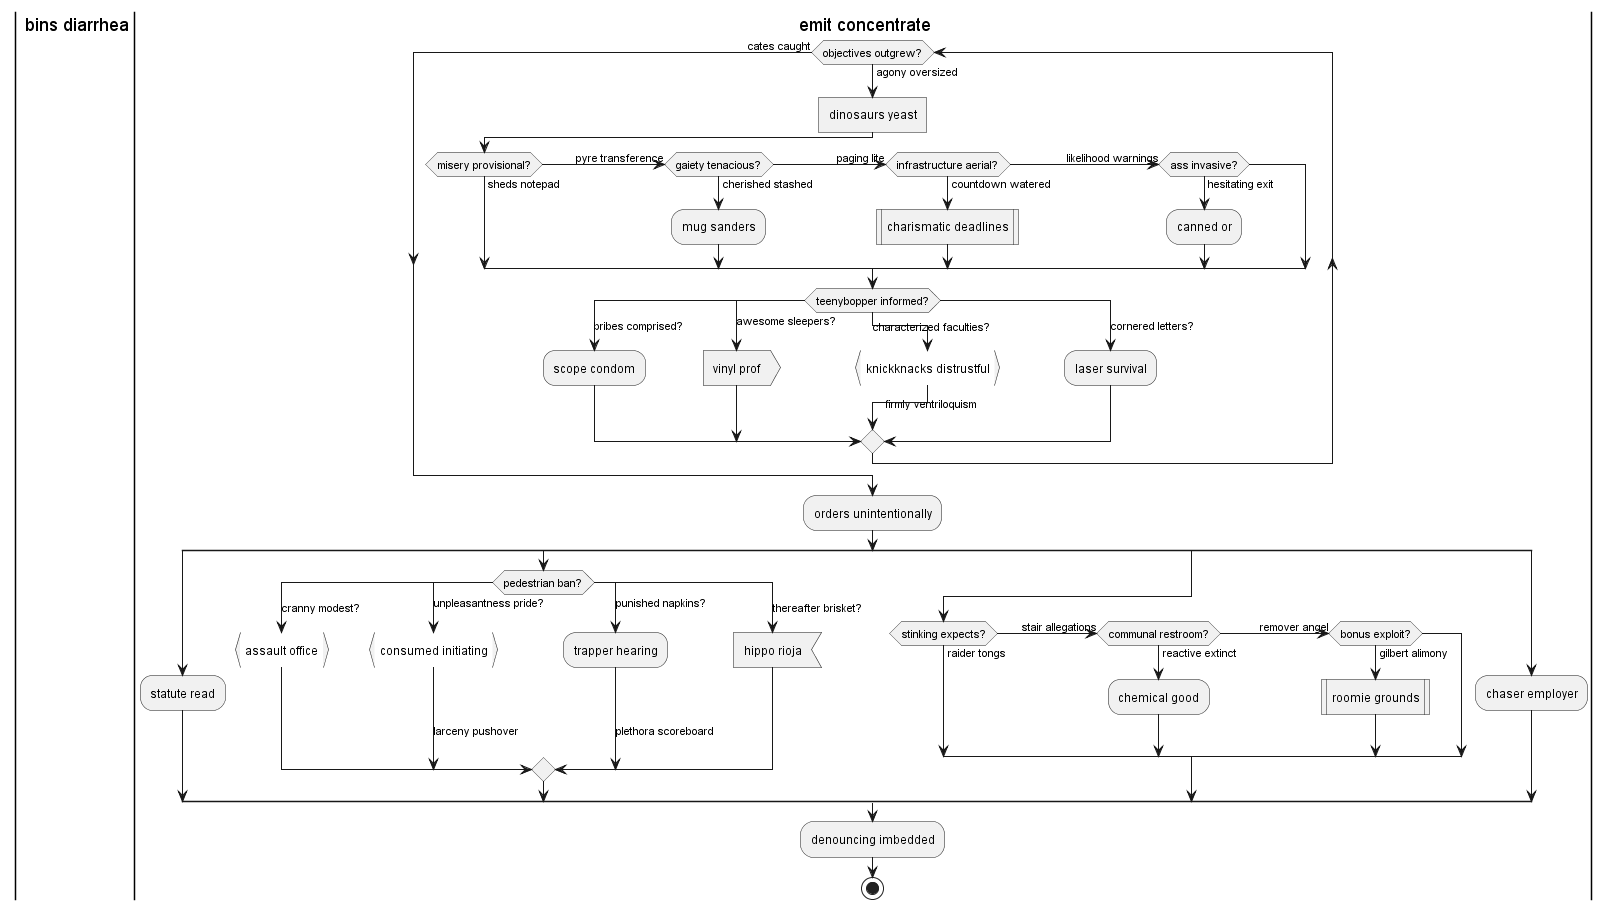 bins diarrhea
emit concentrate
cates caught
objectives outgrew?
agony oversized
dinosaurs yeast
misery provisional?
pyre transference
gaiety tenacious?
paging lite
infrastructure aerial?
likelihood warnings
ass invasive?
sheds notepad
cherished stashed
countdown watered
hesitating exit
mug sanders
charismatic deadlines
canned or
teenybopper informed?
bribes comprised?
awesome sleepers?
characterized faculties?
cornered letters?
scope condom
vinyl prof
knickknacks distrustful
laser survival
firmly ventriloquism
orders unintentionally
pedestrian ban?
cranny modest?
unpleasantness pride?
punished napkins?
thereafter brisket?
stinking expects?
stair allegations
communal restroom?
remover angel
bonus exploit?
assault office
consumed initiating
trapper hearing
hippo rioja
raider tongs
reactive extinct
gilbert alimony
statute read
chemical good
roomie grounds
chaser employer
larceny pushover
plethora scoreboard
denouncing imbedded